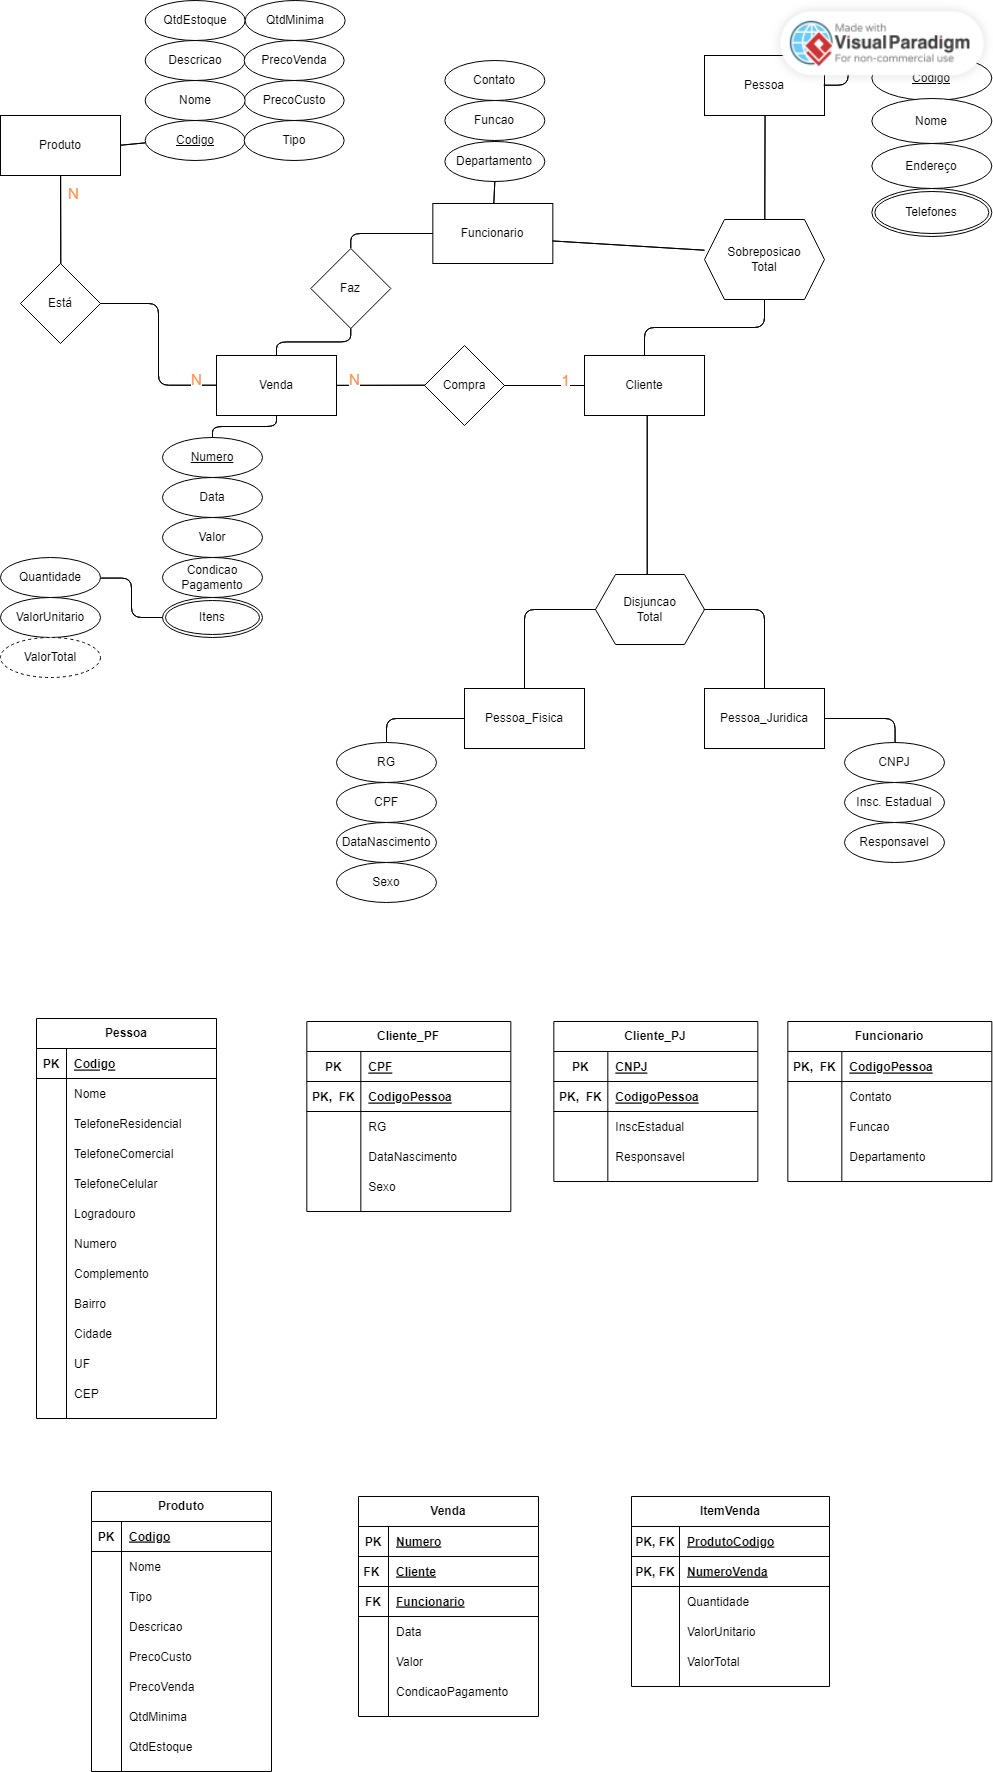 QtdEstoque
QtdMinima
Made with
Visual Paradigm
For non-commercial use
Descricao
PrecoVenda
Contato
Pessoa
Codigo
Nome
PrecoCusto
Funcao
Nome
Produto
Codigo
Tipo
Departamento
Endereço
N
Telefones
Funcionario
Sobreposicao
Total
Faz
Está
N
Venda
N
Compra
1
Cliente
Numero
Data
Valor
Condicao
Pagamento
Quantidade
ValorUnitario
Itens
ValorTotal
Disjuncao
Total
Pessoa_Fisica
Pessoa_Juridica
RG
CNPJ
CPF
Insc. Estadual
DataNascimento
Responsavel
Sexo
Pessoa
PK Codigo
Nome
TelefoneResidencial
TelefoneComercial
TelefoneCelular
Logradouro
Numero
Complemento
Bairro
Cidade
UF
CEP
Cliente_PF
PK CPF
PK, FK CodigoPessoa
RG
DataNascimento
Sexo
Cliente_PJ
PK CNPJ
PK, FK CodigoPessoa
InscEstadual
Responsavel
Funcionario
PK, FK CodigoPessoa
Contato
Funcao
Departamento
Produto
PK Codigo
Nome
Tipo
Descricao
PrecoCusto
PrecoVenda
QtdMinima
QtdEstoque
Venda
PK Numero
FK Cliente
FK Funcionario
Data
Valor
CondicaoPagamento
ItemVenda
PK, FK ProdutoCodigo
PK, FK NumeroVenda
Quantidade
ValorUnitario
ValorTotal